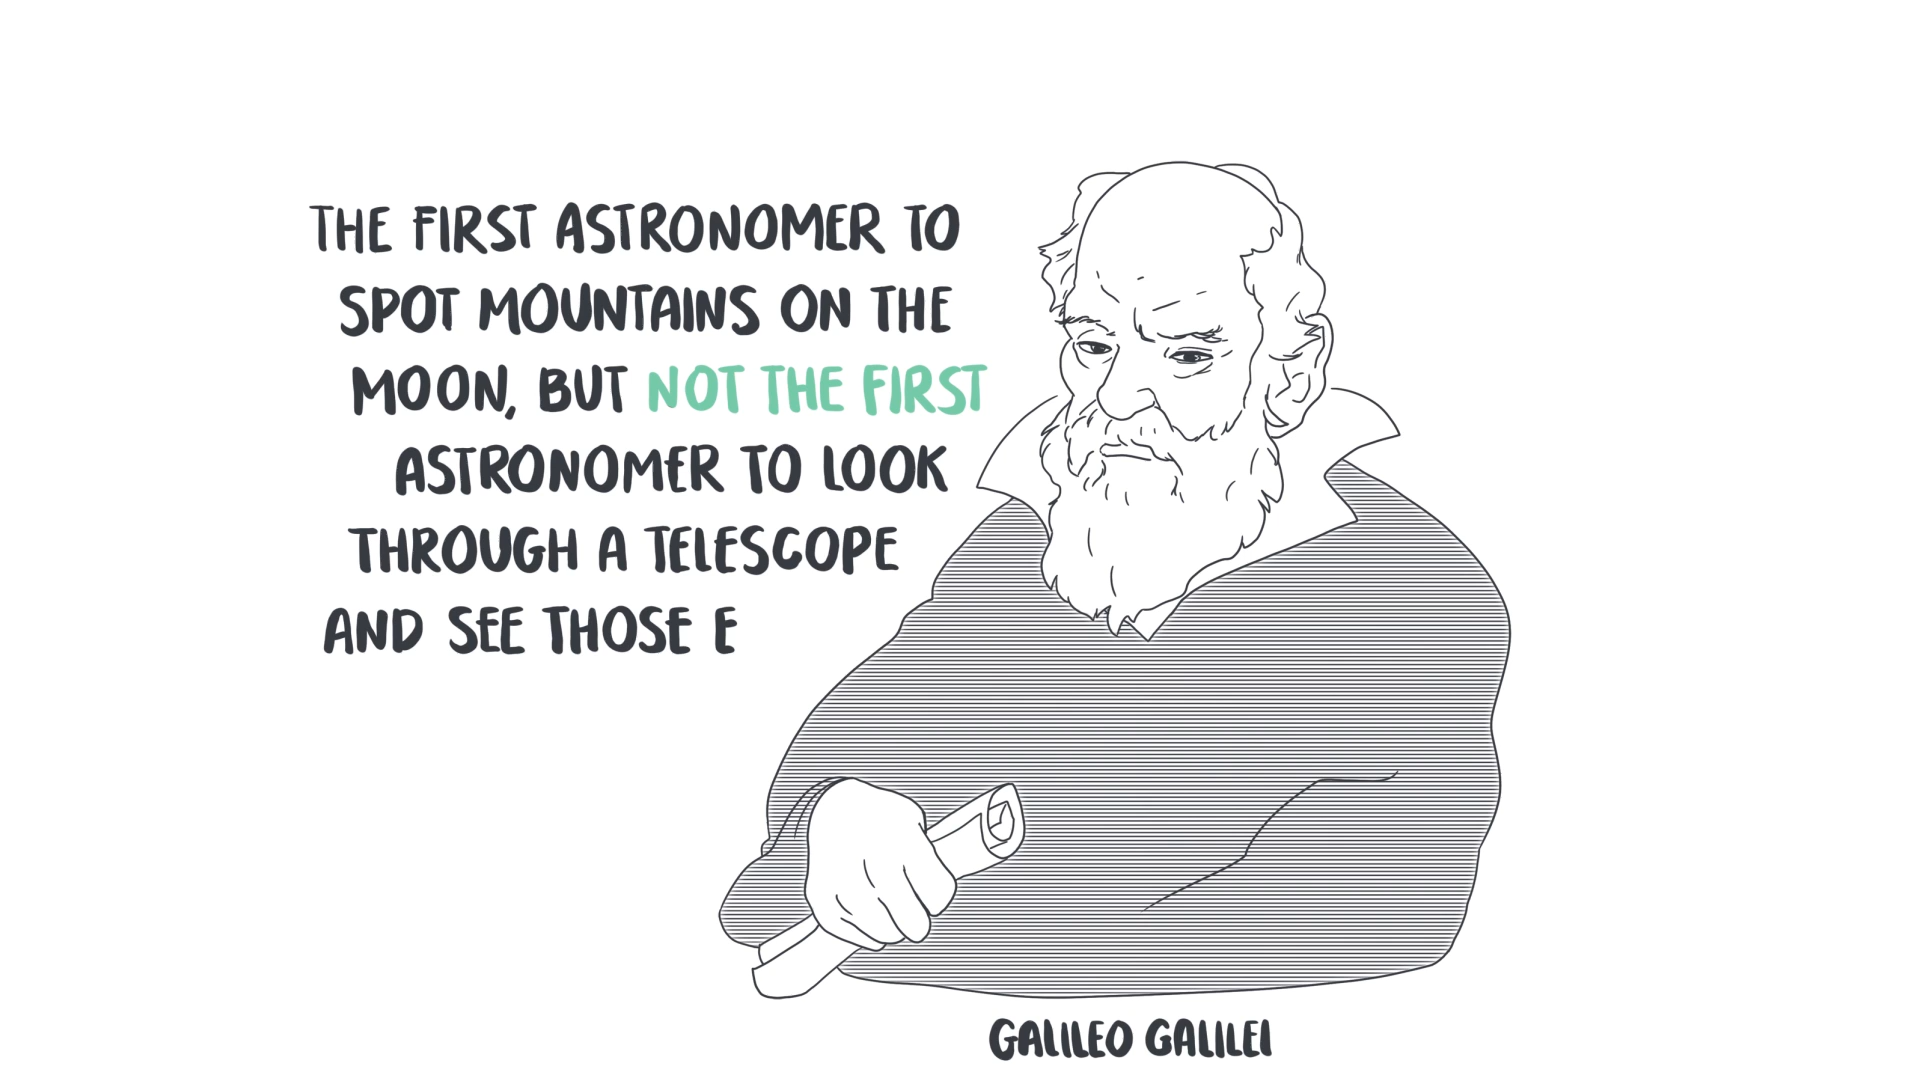 THE FIRST ASTRONOMER TO
SPOT MOUNTAINS ON THE
MOON, BUT NOT THE FIRST
ASTRONOMER TO LOOK
THROUGH A TELESCOPE
AND SEE THOSE E
GALILEO GALILEI